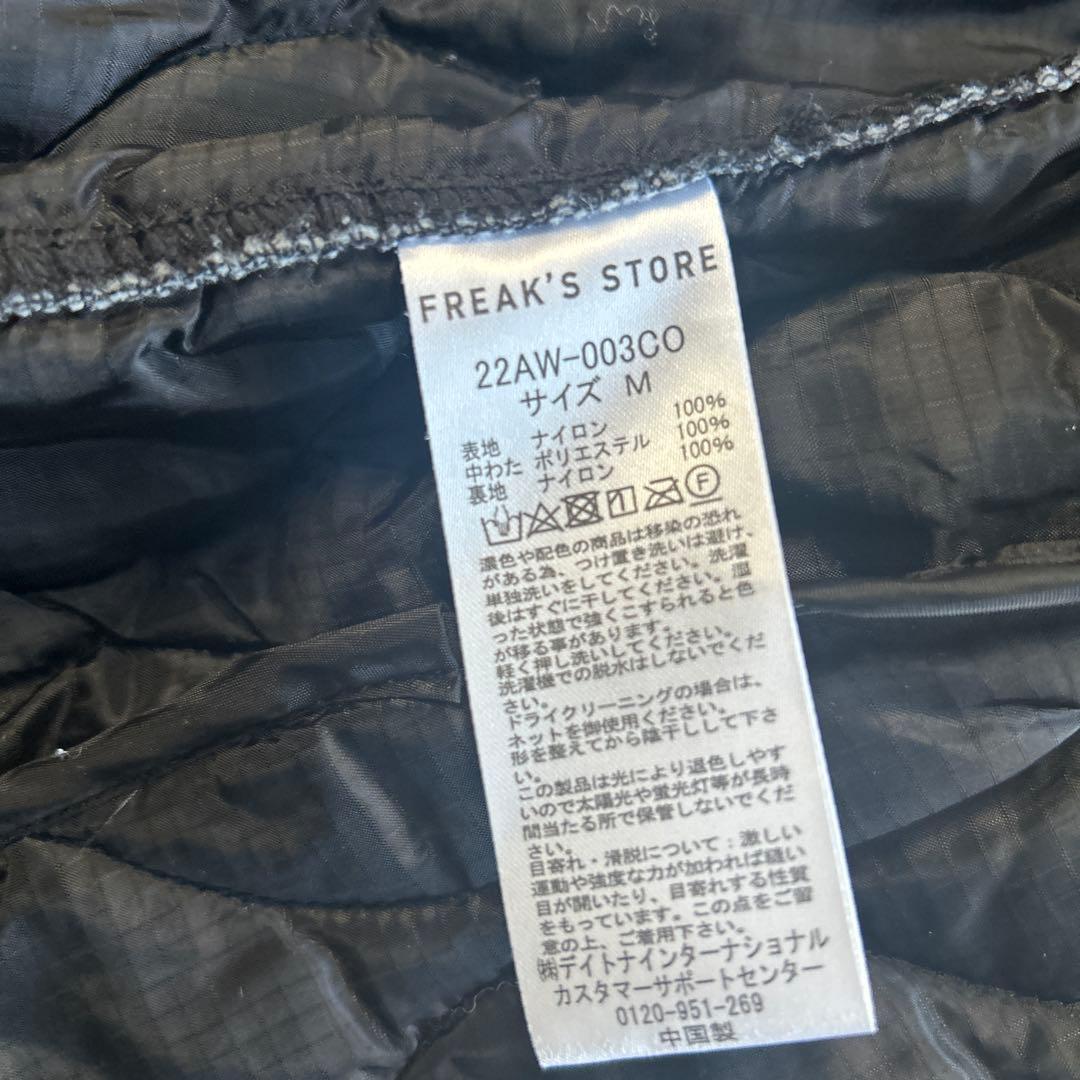 FREAK'S STORE
22AW-003CO
サイズ M
表地 ナイロン 100%
中わた ポリエステル 100%
裏地 ナイロン 100%
F
濃色や配色の商品は移染の恐れ
がある為、つけ置き洗いは避け、
単独洗いをしてください。洗濯
後はすぐに干してください。湿
った状態で強くこすられると色
が移る事があります。
軽く押し洗いしてください。
洗濯機での脱水はしないでくだ
さい。
ドライクリーニングの場合は、
ネットを御使用ください。
形を整えてから陰干しして下さ
い。
この製品は光により退色しやす
いので太陽光や蛍光灯等が長時
間当たる所で保管しないでくだ
さい。
目寄れ・滑脱について：激しい
運動や強度な力が加われば縫い
目が開いたり、目寄れする性質
をもっています。この点をご留
意の上、ご着用下さい。
㈱デイトナインターナショナル
カスタマーサポートセンター
0120-951-269
中国製